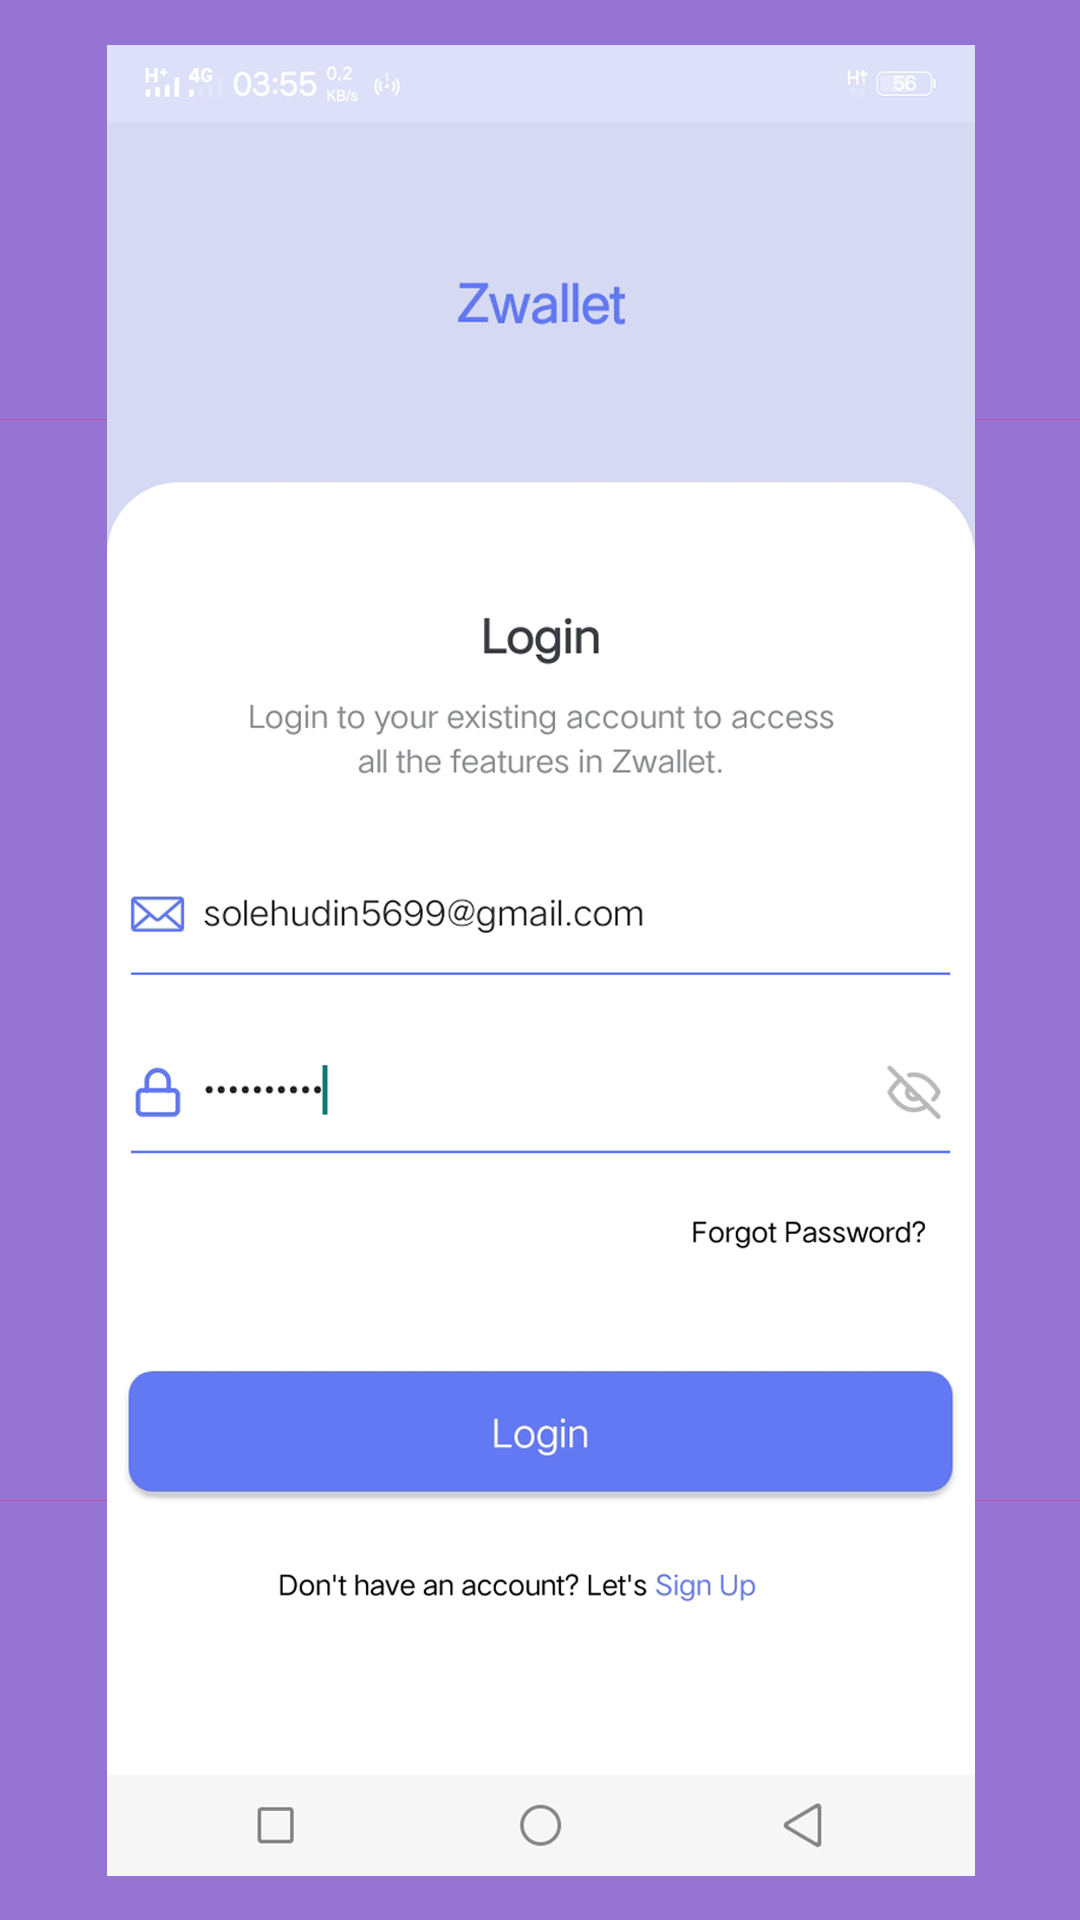 H+ 4G 03:55 0,2 KB/s 1 H↑ 56
Zwallet
Login
Login to your existing account to access
all the features in Zwallet.
solehudin5699@gmail.com
••••••••••
Forgot Password?
Login
Don't have an account? Let's Sign Up